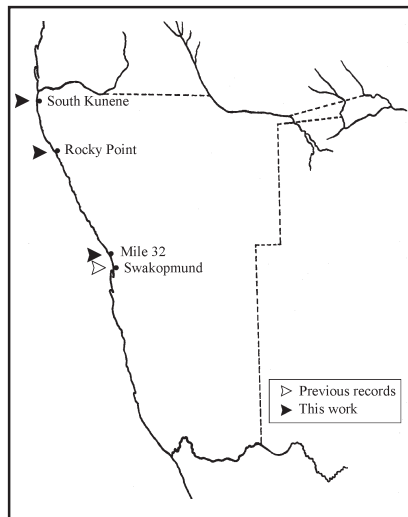 South Kunene
Rocky Point
Mile 32
Swakopmund
Previous records
This work